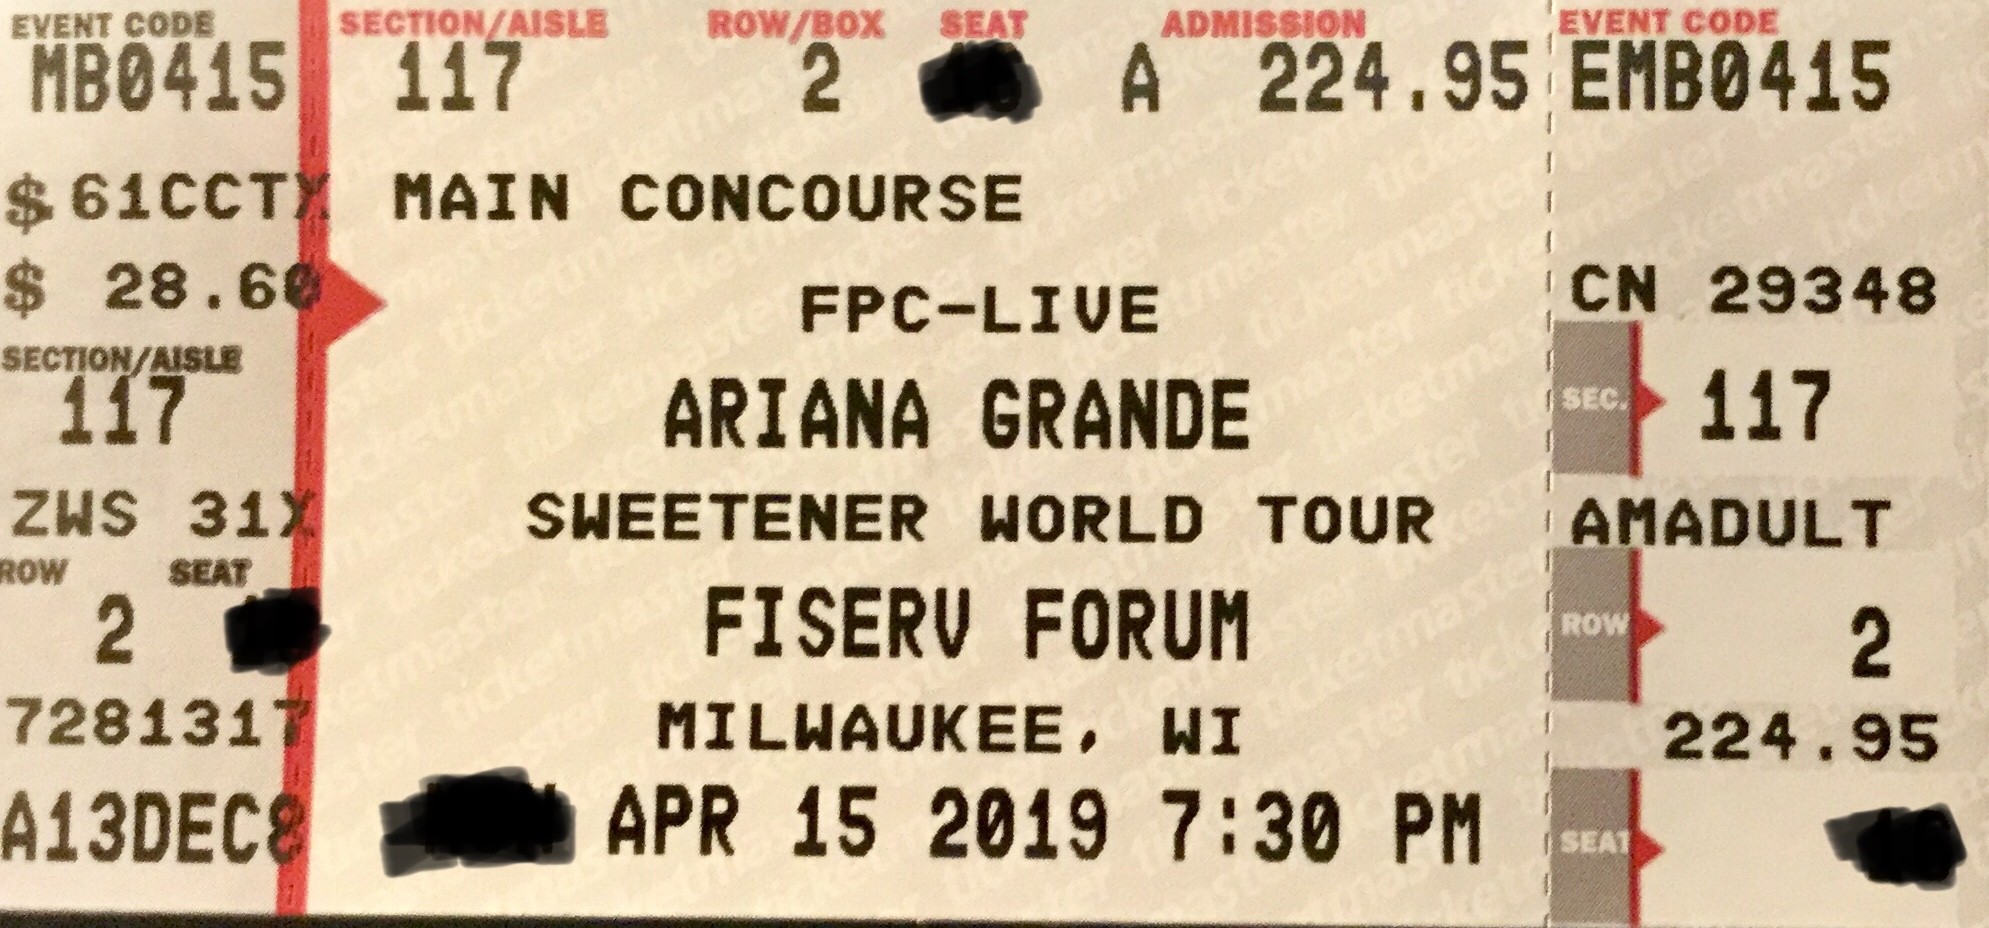 EVENT CODE SECTION/AISLE ROW/BOX SEAT ADMISSION EVENT CODE
MB0415 117 2 A 224.95 EMB0415
$ 61CCTX MAIN CONCOURSE
$ 28.60 FPC-LIVE CN 29348
SECTION/AISLE
117 ARIANA GRANDE SEC. 117
ZWS 31X SWEETENER WORLD TOUR AMADULT
ROW SEAT
2 FISERV FORUM ROW 2
7281317 MILWAUKEE, WI 224.95
A13DEC8 APR 15 2019 7:30 PM SEAT
ticketmaster